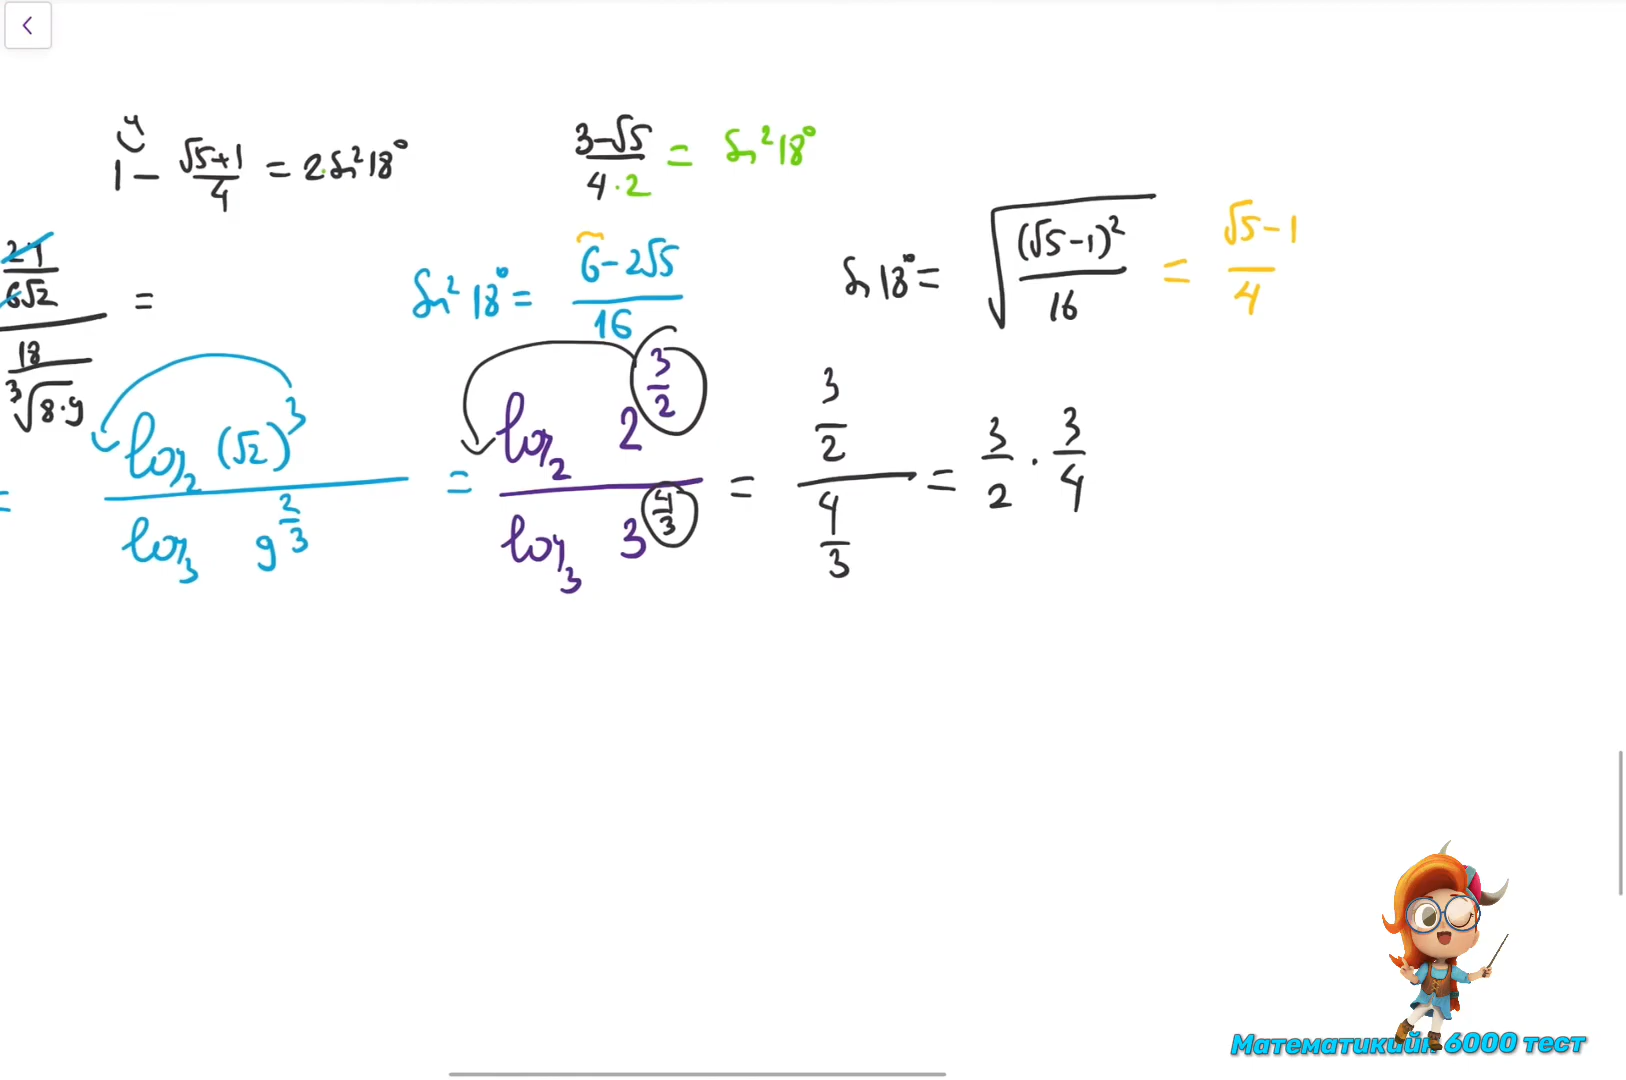 1 − (√5+1)/4 = 2·Sin²18°
(3−√5)/(4·2) = Sin²18°
Sin²18° = (6−2√5)/16
Sin18° = √((√5−1)²/16) = (√5−1)/4
6√2
=
18
³√8·9
= (log₂ (√2)³)/(log₃ 9^(2/3)) = (log₂ 2^(3/2))/(log₃ 3^(4/3)) = (3/2)/(4/3) = 3/2 · 3/4
Математикийн 6000 тест